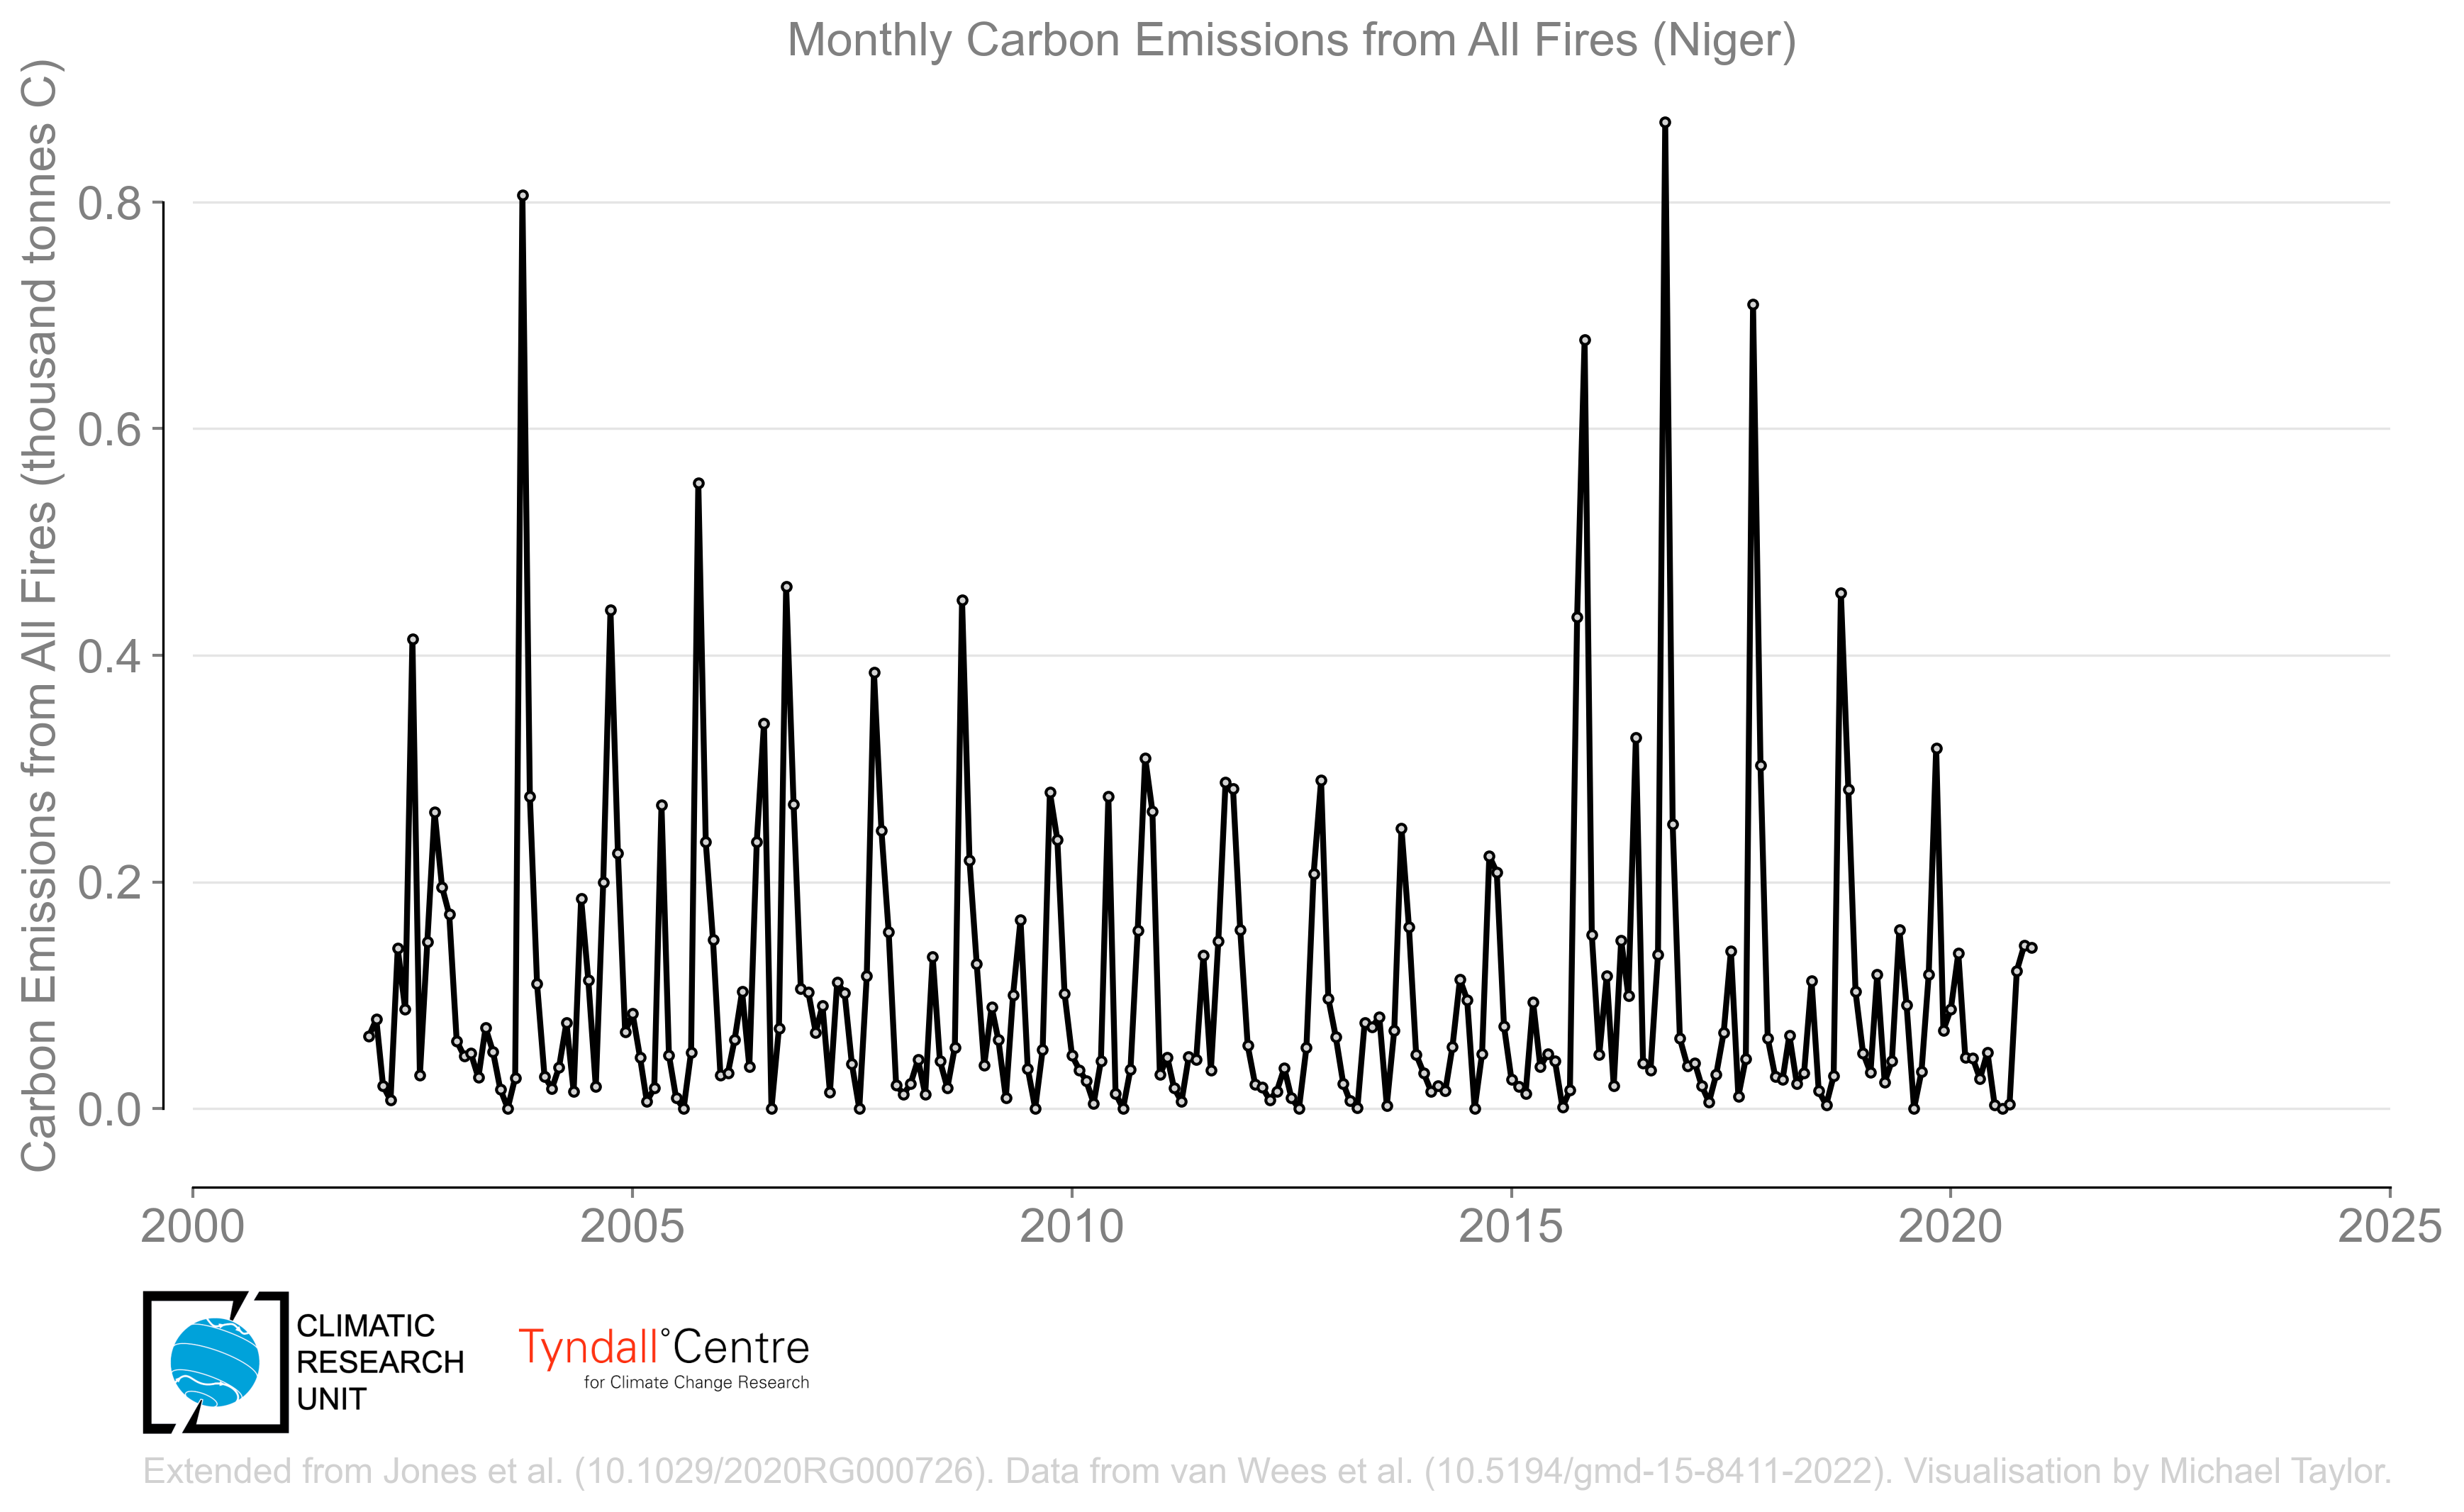 Monthly Carbon Emissions from All Fires (Niger)
Carbon Emissions from All Fires (thousand tonnes C)
0.8
0.6
0.4
0.2
0.0
2000
2005
2010
2015
2020
2025
CLIMATIC
RESEARCH
UNIT
Tyndall°Centre
for Climate Change Research
Extended from Jones et al. (10.1029/2020RG000726). Data from van Wees et al. (10.5194/gmd-15-8411-2022). Visualisation by Michael Taylor.